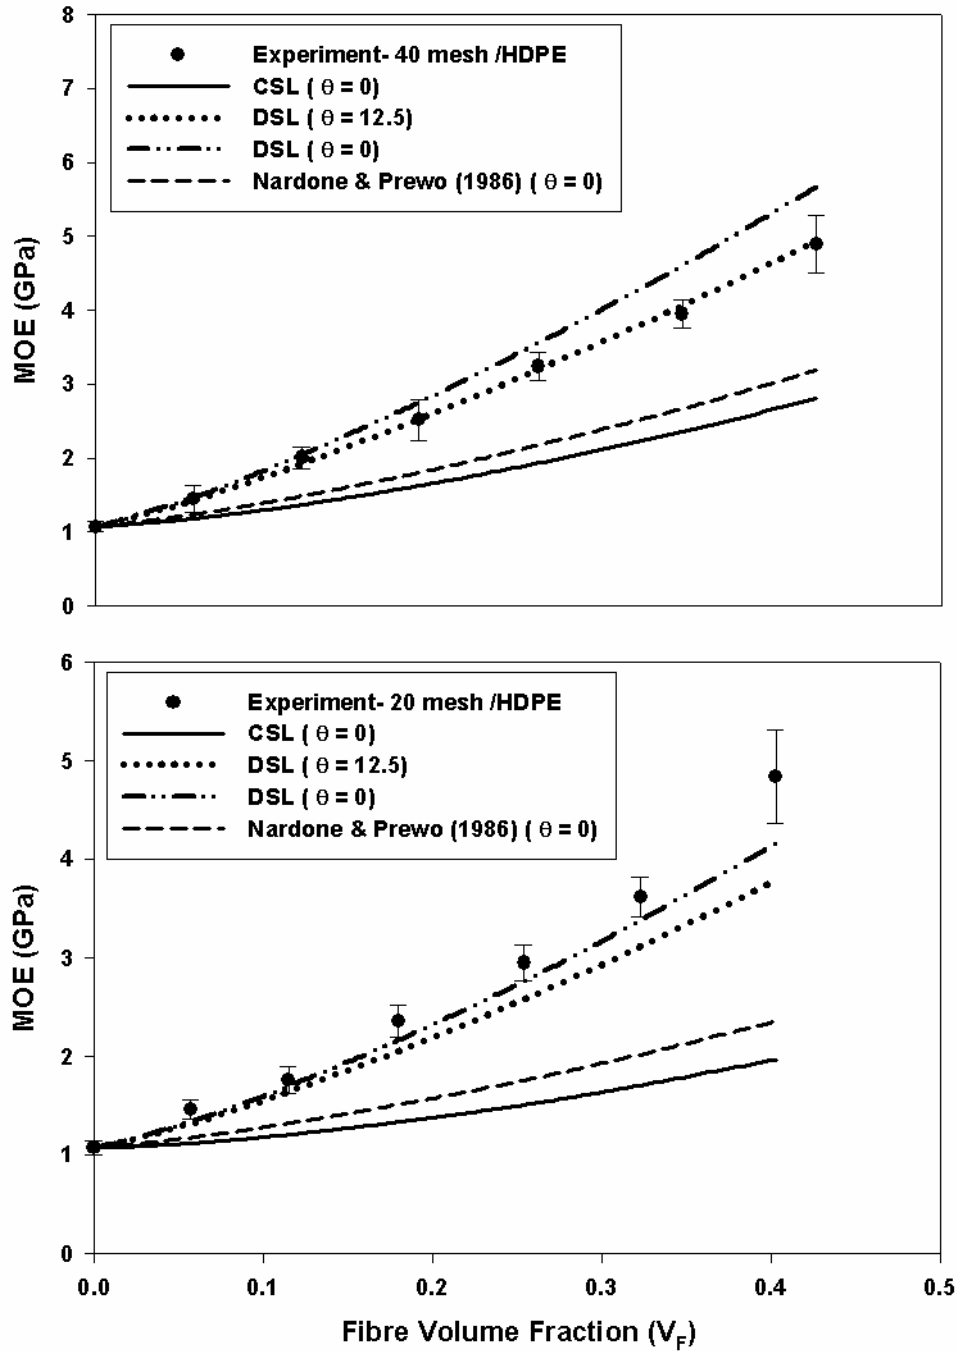 8
7
6
5
4
3
2
1
0
MOE (GPa)
Experiment- 40 mesh /HDPE
CSL ( θ = 0)
DSL ( θ = 12.5)
DSL ( θ = 0)
Nardone & Prewo (1986) ( θ = 0)
6
5
4
3
2
1
0
MOE (GPa)
Experiment- 20 mesh /HDPE
CSL ( θ = 0)
DSL ( θ = 12.5)
DSL ( θ = 0)
Nardone & Prewo (1986) ( θ = 0)
0.0 0.1 0.2 0.3 0.4 0.5
Fibre Volume Fraction (V_F)